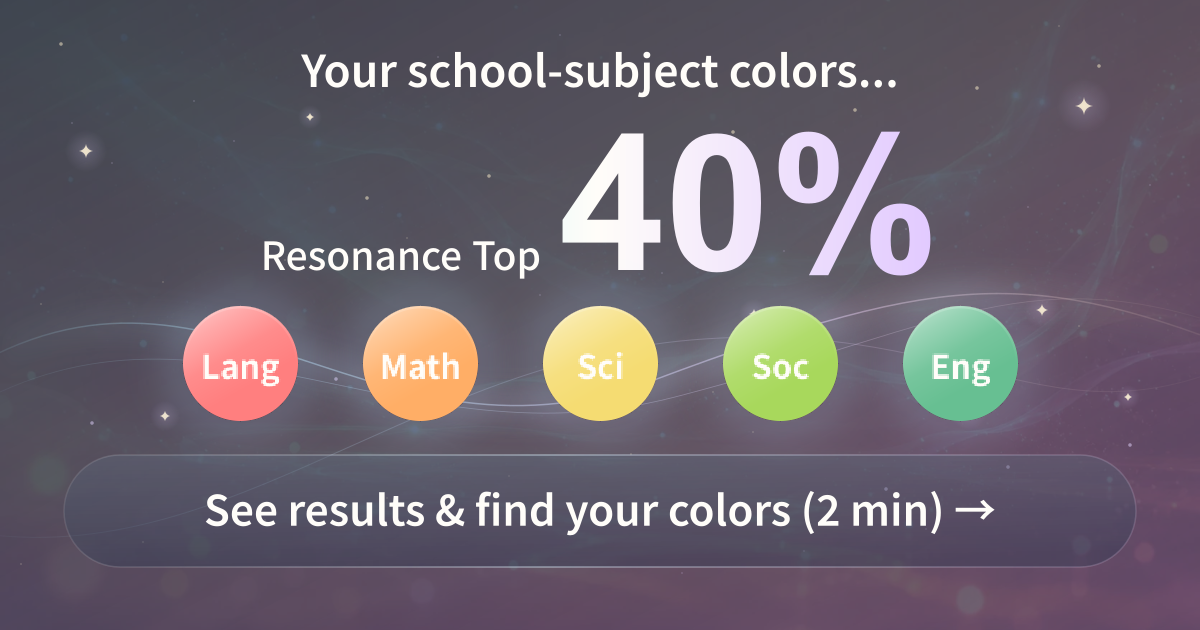 Your school-subject colors...
Resonance Top 40%
Lang Math Sci Soc Eng
See results & find your colors (2 min) →